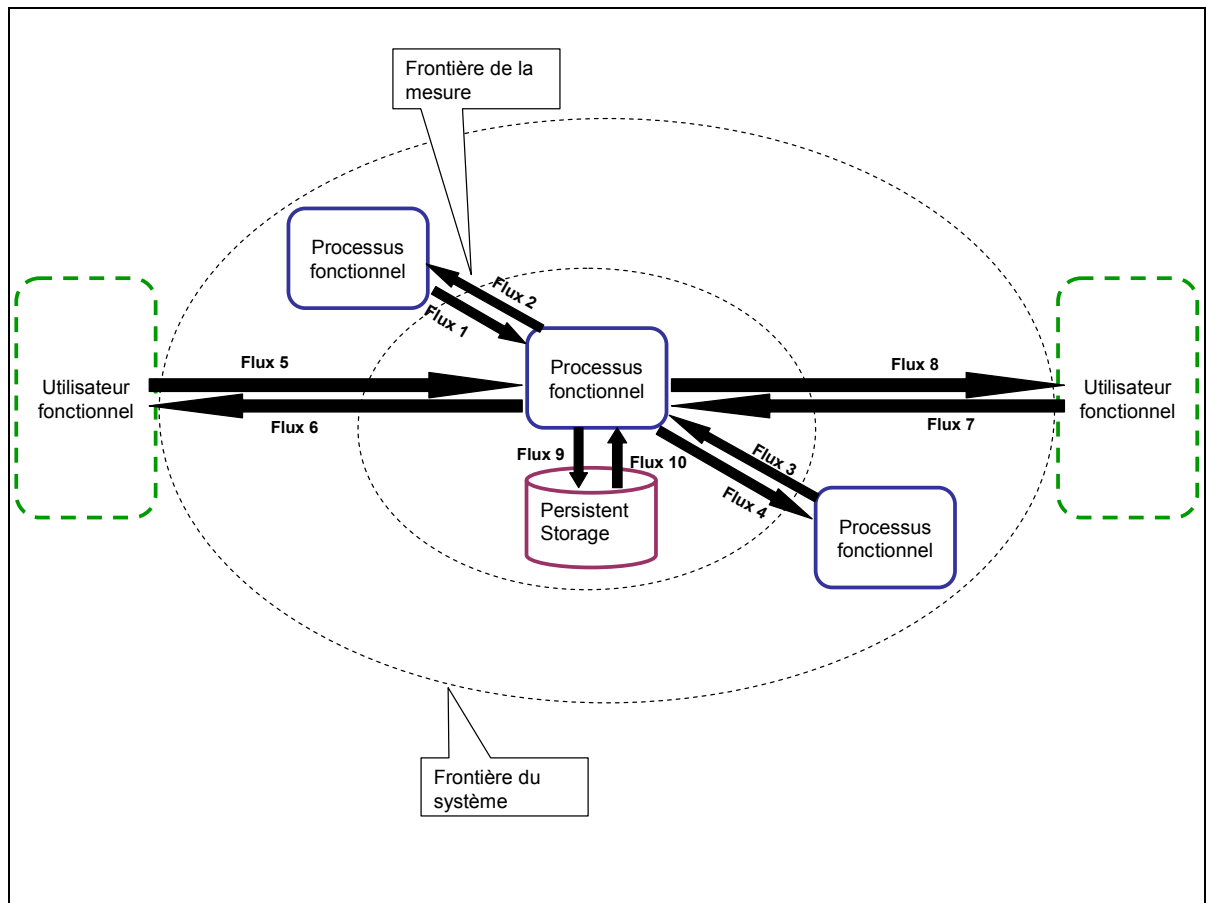 Frontière de la
mesure
Processus
fonctionnel
Flux 2
Flux 1
Processus
fonctionnel
Flux 5
Flux 8
Utilisateur
fonctionnel
Utilisateur
fonctionnel
Flux 6
Flux 7
Flux 9
Flux 10
Flux 3
Flux 4
Persistent
Storage
Processus
fonctionnel
Frontière du
système